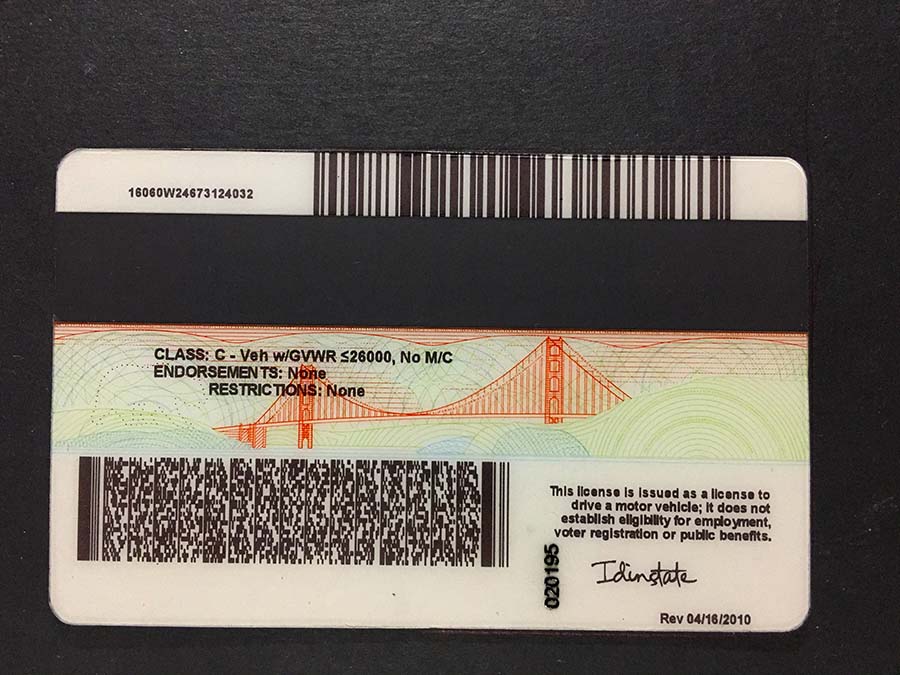 16060W24673124032
CLASS: C - Veh w/GVWR ≤26000, No M/C
ENDORSEMENTS: None
RESTRICTIONS: None
This license is issued as a license to
drive a motor vehicle; it does not
establish eligibility for employment,
voter registration or public benefits.
020195
Idinstate
Rev 04/16/2010